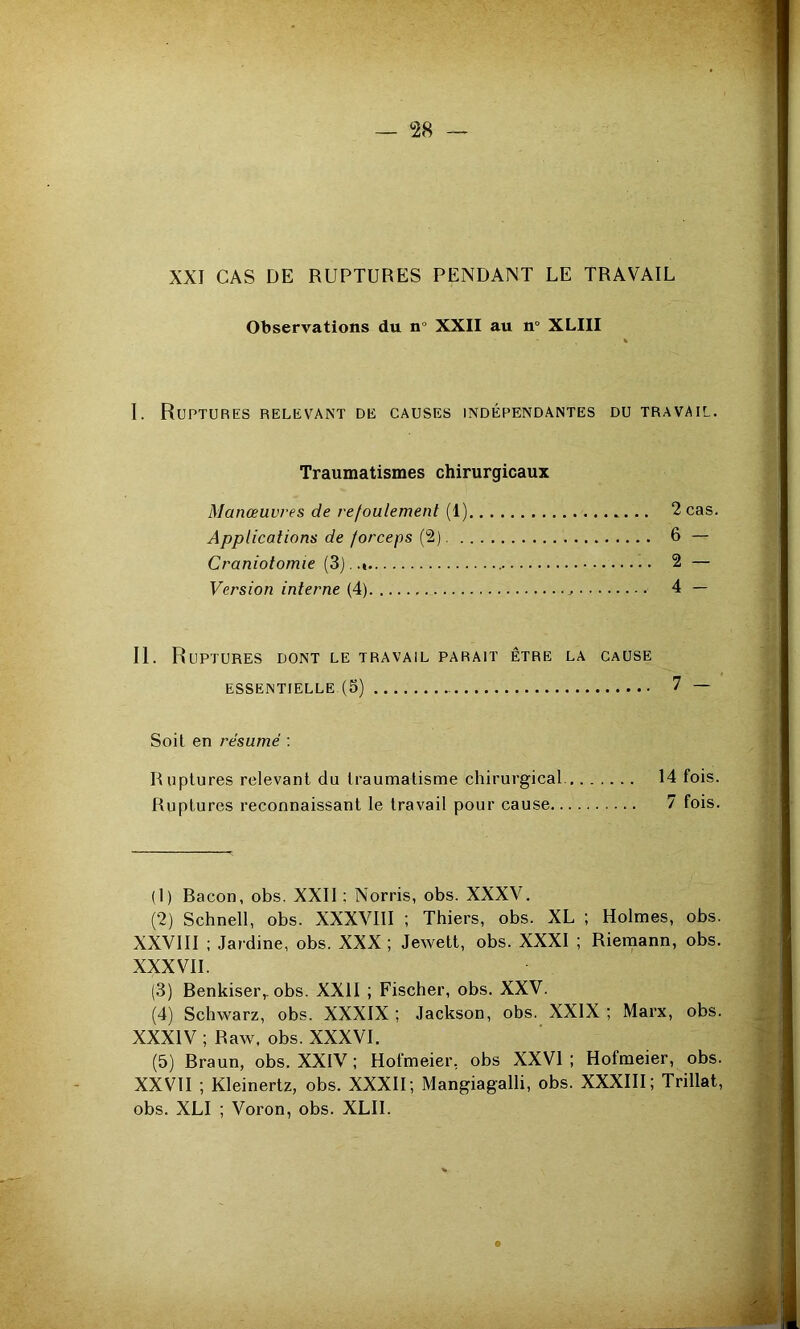 — 28 —
XXI CAS DE RUPTURES PENDANT LE TRAVAIL
Observations du n° XXII au n° XLIII
I. RUPTURES RELEVANT DE CAUSES INDÉPENDANTES DU TRAVAIL.
Traumatismes chirurgicaux
Manœuvres de refoulement (1)..................... 2 cas.
Applications de forceps (2)....................... 6 —
Craniotomie (3)................................. 2 —
Version interne (4)............................... 4 —
II. RUPTURES DONT LE TRAVAIL PARAIT ÊTRE LA CAUSE
ESSENTIELLE (5)................................ 7 —
Soit en résumé :
Ruptures relevant du traumatisme chirurgical........ 14 fois.
Ruptures reconnaissant le travail pour cause.......... 7 fois.
(1) Bacon, obs. XXII ; Norris, obs. XXXV.
(2) Schnell, obs. XXXVIII ; Thiers, obs. XL ; Holmes, obs.
XXVIII ; Jardine, obs. XXX ; Jewett, obs. XXXI ; Riemann, obs.
XXXVII.
(3) Benkiser, obs. XXII ; Fischer, obs. XXV.
(4) Schwarz, obs. XXXIX ; Jackson, obs. XXIX ; Marx, obs.
XXXIV ; Raw, obs. XXXVI.
(5) Braun, obs. XXIV ; Hofmeier, obs XXVI ; Hofmeier, obs.
XXVII ; Kleinertz, obs. XXXII; Mangiagalli, obs. XXXIII; Trillat,
obs. XLI ; Voron, obs. XLII.